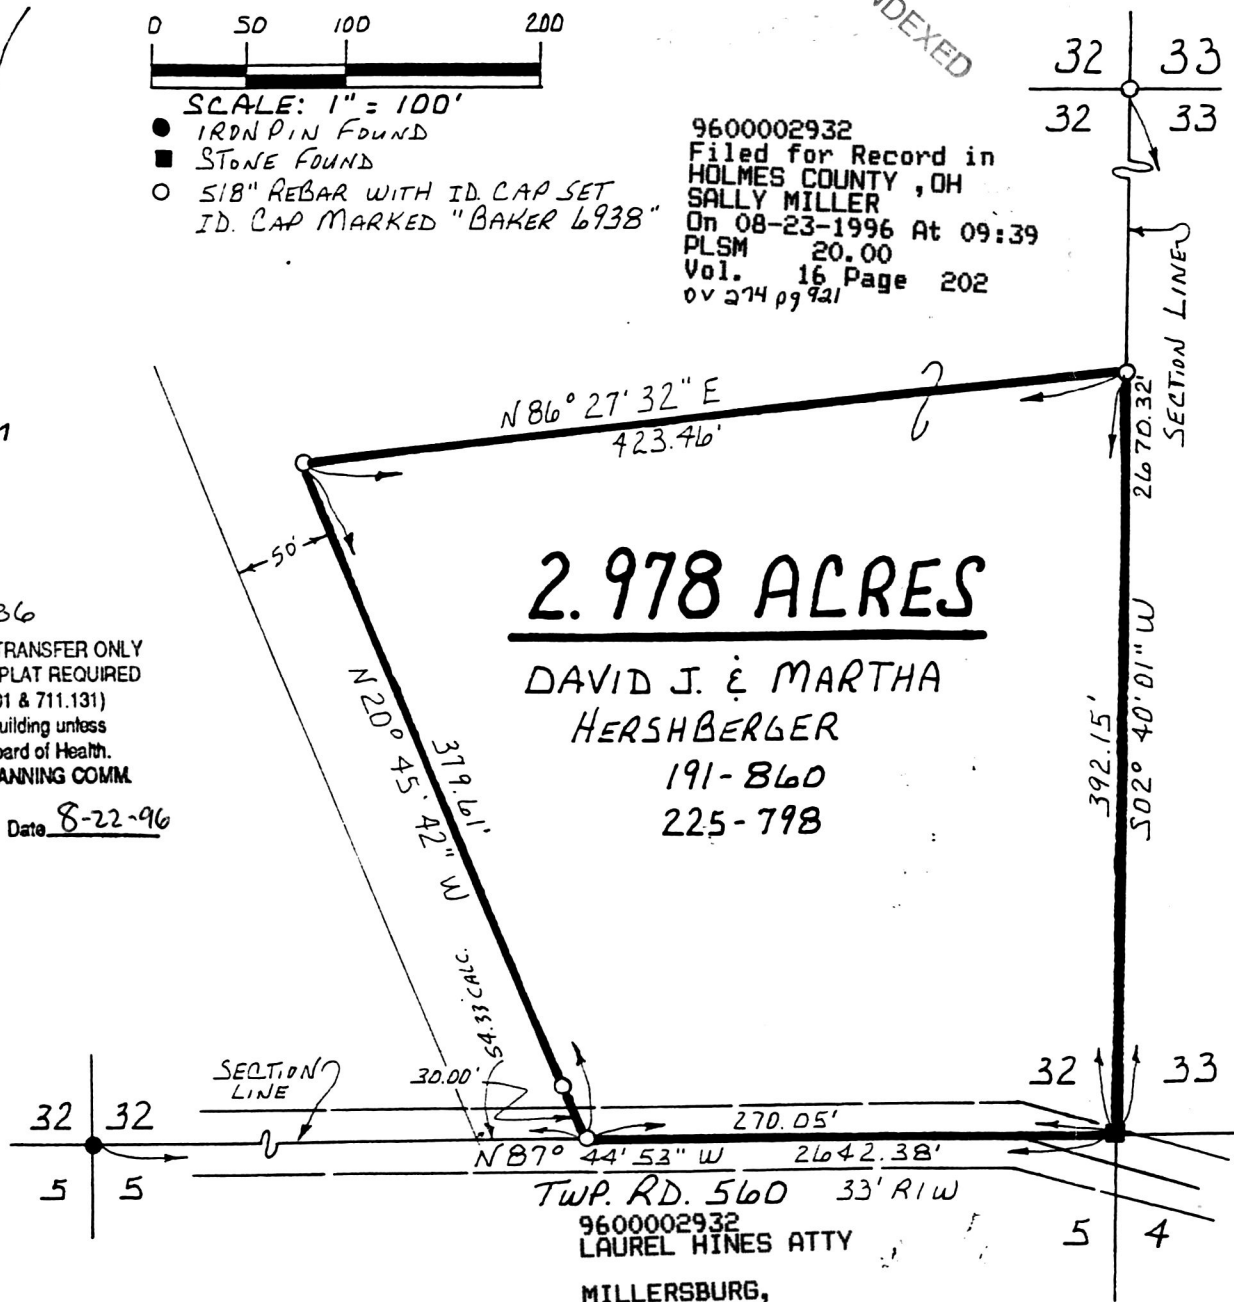 0 50 100 200
SCALE: 1" = 100'
IRON PIN FOUND
STONE FOUND
5/8" REBAR WITH ID. CAP SET
ID. CAP MARKED "BAKER 6938"
INDEXED
9600002932
Filed for Record in
HOLMES COUNTY ,OH
SALLY MILLER
On 08-23-1996 At 09:39
PLSM 20.00
Vol. 16 Page 202
OV 274 pg 921
32 33
32 33
SECTION LINE
2670.32'
N 86° 27' 32" E
423.46'
50'
2.978 ACRES
DAVID J. & MARTHA
HERSHBERGER
191-860
225-798
36
TRANSFER ONLY
PLAT REQUIRED
91 & 711.131)
uilding unless
oard of Health.
ANNING COMM.
Date 8-22-96
N 20° 45' 42" W
379.61'
392.15'
S02° 40' 01" W
54.33' CALC.
30.00'
SECTION
LINE
32 32
5 5
32 33
270.05'
N 87° 44' 53" W 2642.38'
TWP. RD. 560 33' R/W
5 4
9600002932
LAUREL HINES ATTY
MILLERSBURG,